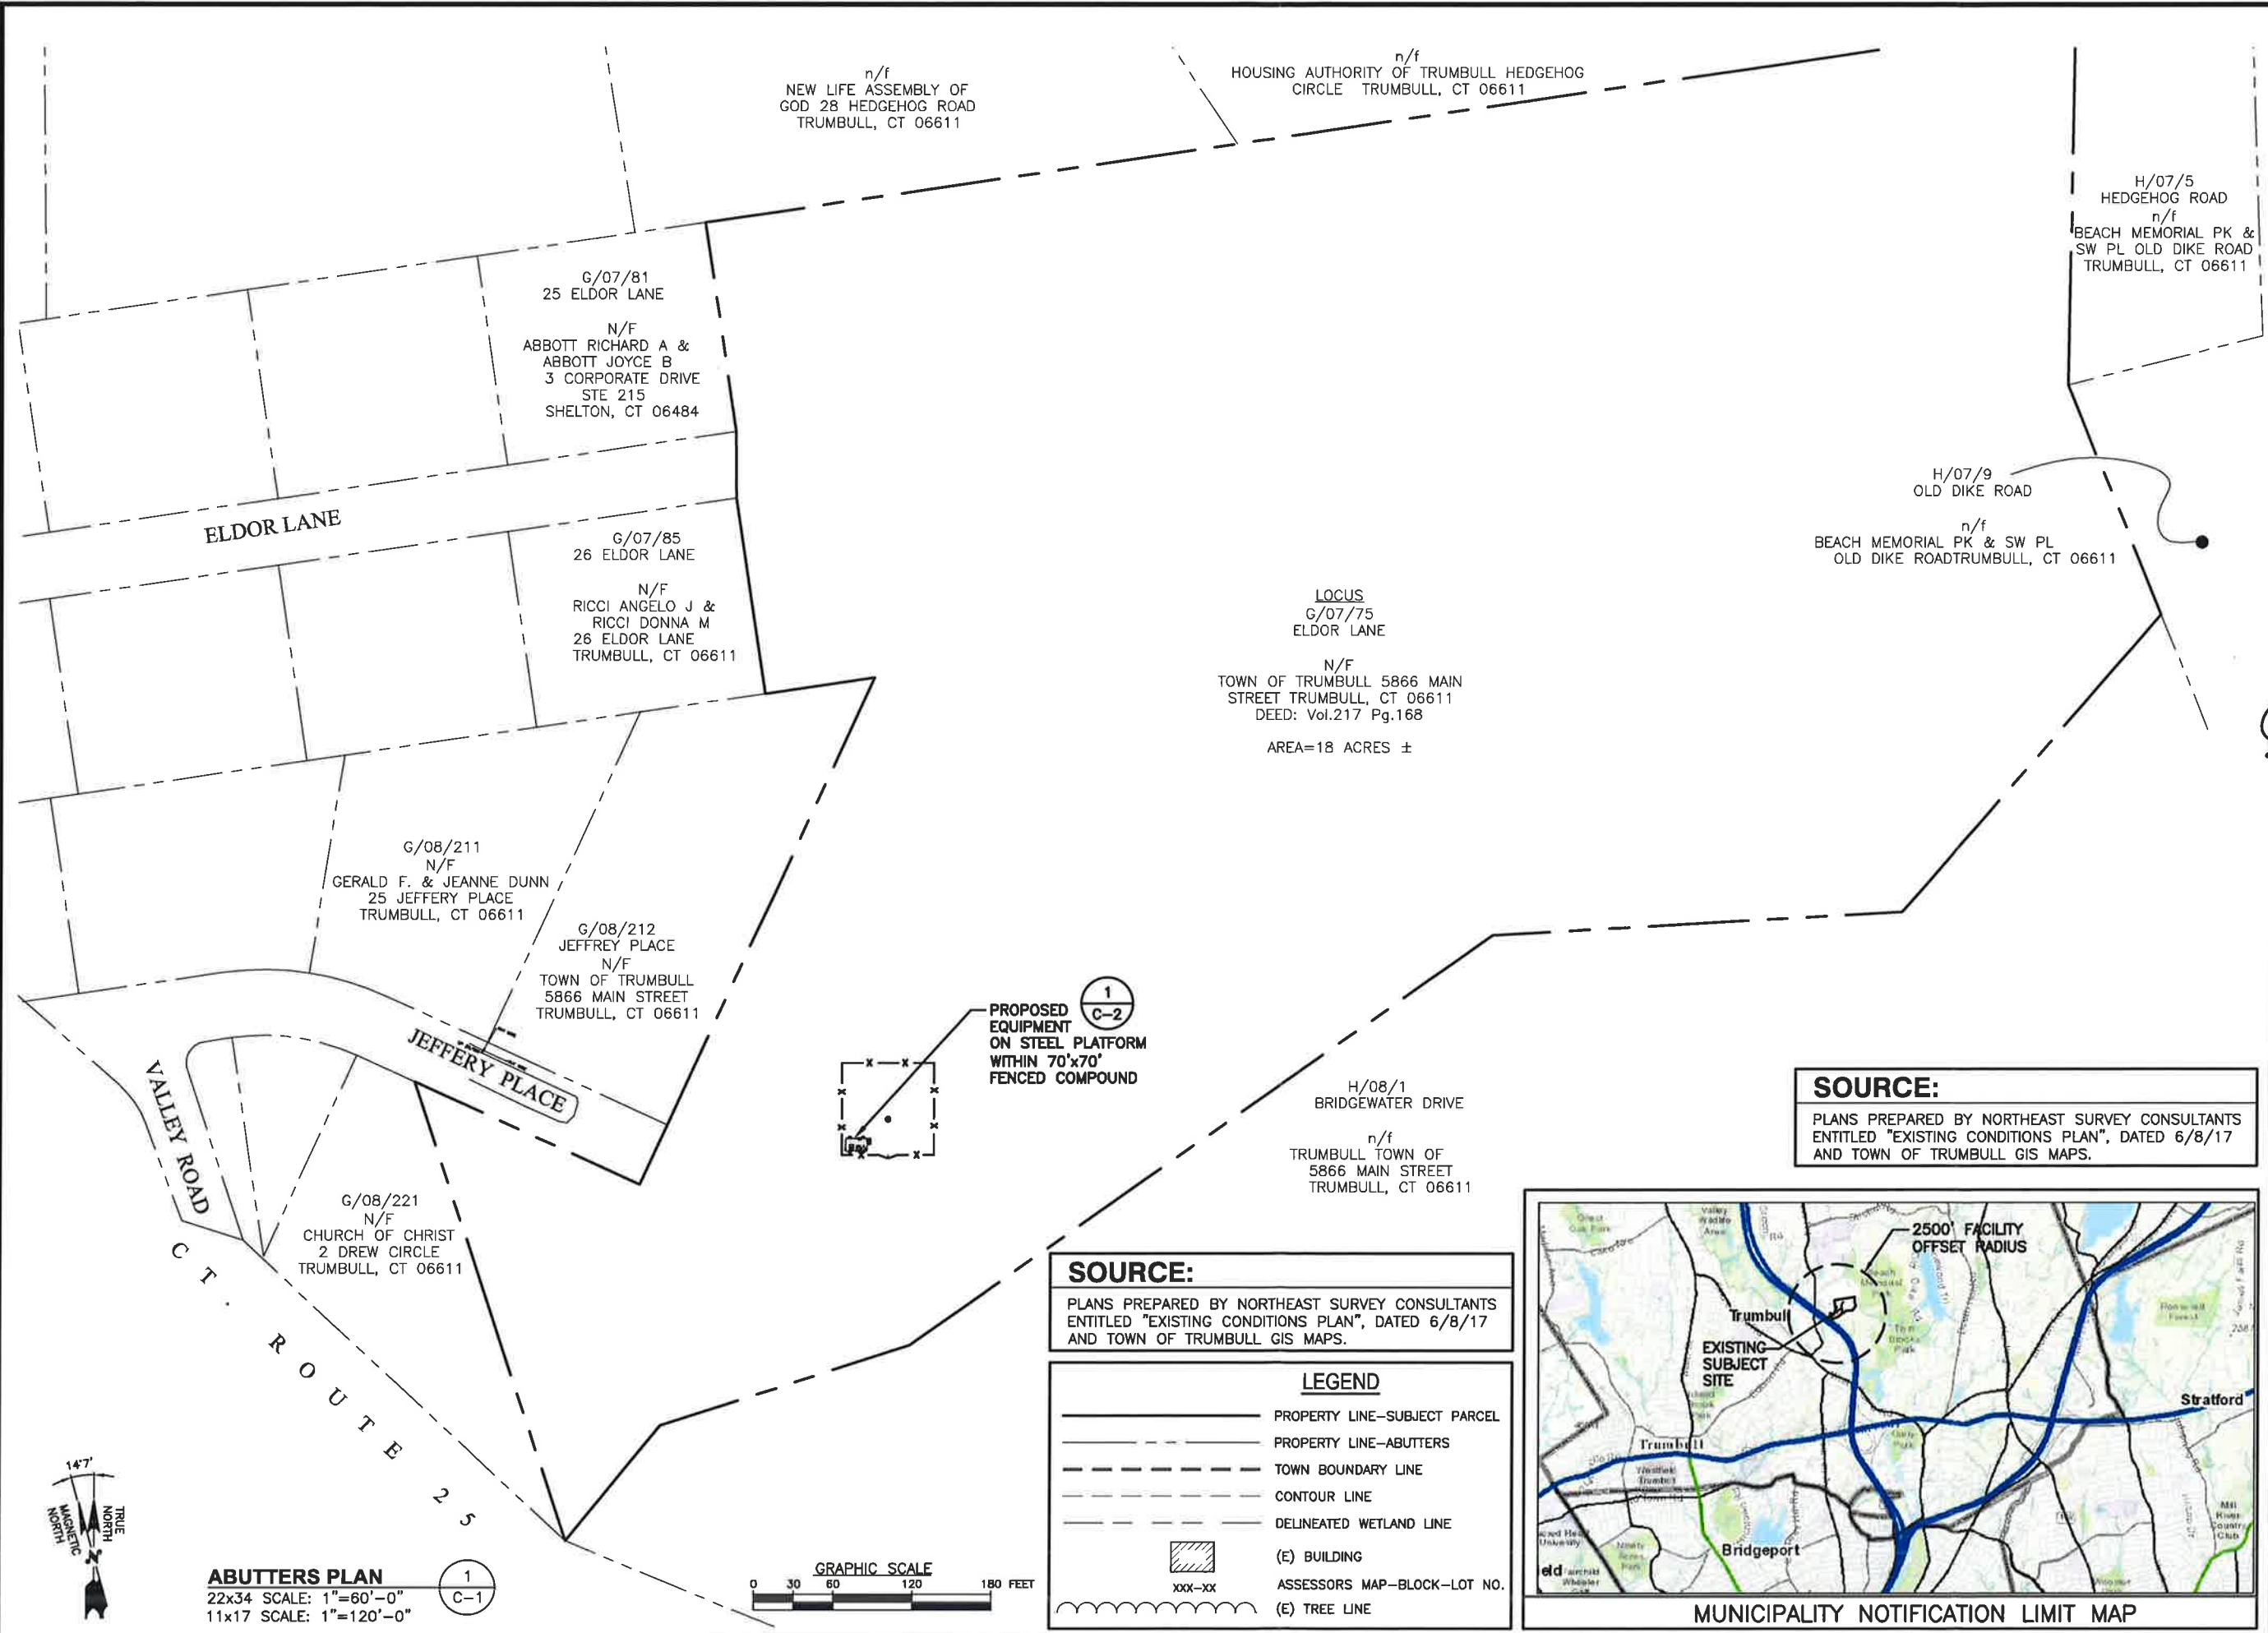 n/f
NEW LIFE ASSEMBLY OF
GOD 28 HEDGEHOG ROAD
TRUMBULL, CT 06611
n/f
HOUSING AUTHORITY OF TRUMBULL HEDGEHOG
CIRCLE TRUMBULL, CT 06611
H/07/5
HEDGEHOG ROAD
n/f
BEACH MEMORIAL PK &
SW PL OLD DIKE ROAD
TRUMBULL, CT 06611
G/07/81
25 ELDOR LANE
N/F
ABBOTT RICHARD A &
ABBOTT JOYCE B
3 CORPORATE DRIVE
STE 215
SHELTON, CT 06484
ELDOR LANE
G/07/85
26 ELDOR LANE
N/F
RICCI ANGELO J &
RICCI DONNA M
26 ELDOR LANE
TRUMBULL, CT 06611
H/07/9
OLD DIKE ROAD
n/f
BEACH MEMORIAL PK & SW PL
OLD DIKE ROADTRUMBULL, CT 06611
LOCUS
G/07/75
ELDOR LANE
N/F
TOWN OF TRUMBULL 5866 MAIN
STREET TRUMBULL, CT 06611
DEED: Vol.217 Pg.168
AREA=18 ACRES ±
G/08/211
N/F
GERALD F. & JEANNE DUNN
25 JEFFERY PLACE
TRUMBULL, CT 06611
G/08/212
JEFFREY PLACE
N/F
TOWN OF TRUMBULL
5866 MAIN STREET
TRUMBULL, CT 06611
JEFFERY PLACE
VALLEY ROAD
PROPOSED
EQUIPMENT
ON STEEL PLATFORM
WITHIN 70'x70'
FENCED COMPOUND
1
C-2
H/08/1
BRIDGEWATER DRIVE
n/f
TRUMBULL TOWN OF
5866 MAIN STREET
TRUMBULL, CT 06611
G/08/221
N/F
CHURCH OF CHRIST
2 DREW CIRCLE
TRUMBULL, CT 06611
CT. ROUTE 25
SOURCE:
PLANS PREPARED BY NORTHEAST SURVEY CONSULTANTS
ENTITLED "EXISTING CONDITIONS PLAN", DATED 6/8/17
AND TOWN OF TRUMBULL GIS MAPS.
SOURCE:
PLANS PREPARED BY NORTHEAST SURVEY CONSULTANTS
ENTITLED "EXISTING CONDITIONS PLAN", DATED 6/8/17
AND TOWN OF TRUMBULL GIS MAPS.
LEGEND
PROPERTY LINE-SUBJECT PARCEL
PROPERTY LINE-ABUTTERS
TOWN BOUNDARY LINE
CONTOUR LINE
DELINEATED WETLAND LINE
(E) BUILDING
XXX-XX ASSESSORS MAP-BLOCK-LOT NO.
(E) TREE LINE
2500' FACILITY
OFFSET RADIUS
Trumbull
EXISTING
SUBJECT
SITE
Stratford
Trumbull
Bridgeport
MUNICIPALITY NOTIFICATION LIMIT MAP
14°7'
TRUE
NORTH
MAGNETIC
NORTH
N
ABUTTERS PLAN
22x34 SCALE: 1"=60'-0"
11x17 SCALE: 1"=120'-0"
1
C-1
GRAPHIC SCALE
0 30 60 120 180 FEET